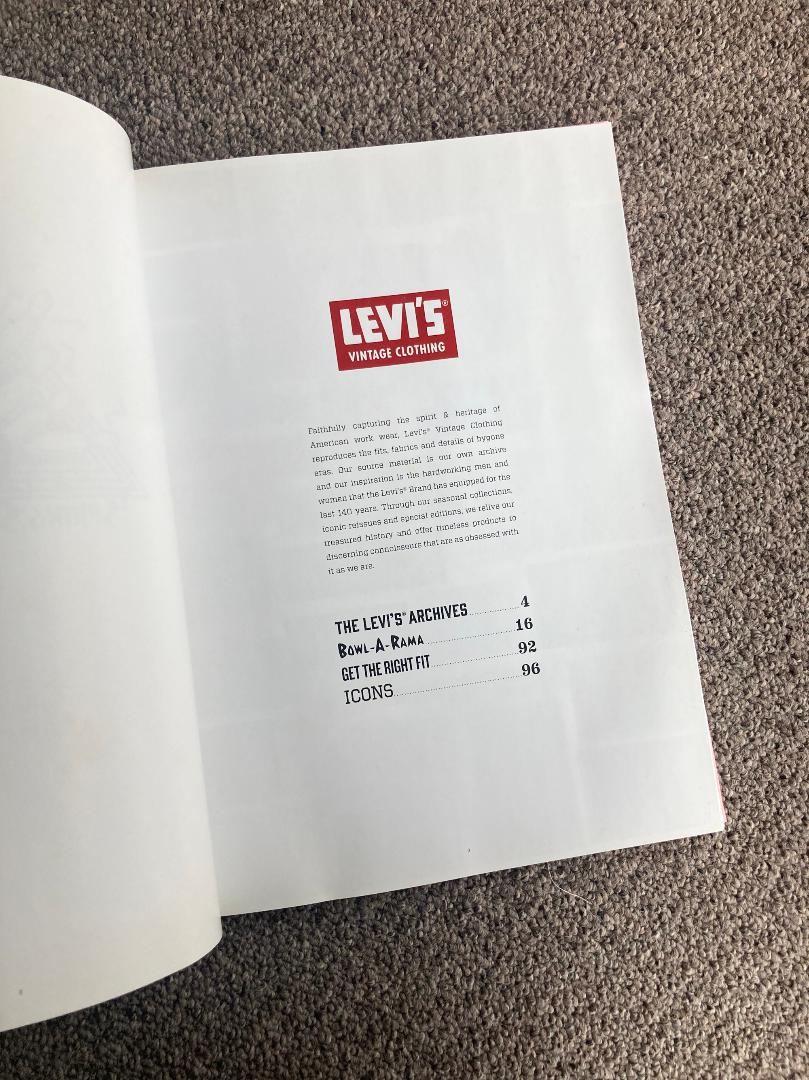 LEVI'S®
VINTAGE CLOTHING
Faithfully capturing the spirit & heritage of
American work wear, Levi's® Vintage Clothing
reproduces the fits, fabrics and details of bygone
eras. Our source material is our own archive
and our inspiration is the hardworking men and
women that the Levi's® Brand has equipped for the
last 140 years. Through our seasonal collections,
iconic reissues and special editions, we relive our
treasured history and offer timeless products to
discerning connoisseurs that are as obsessed with
it as we are.
THE LEVI'S® ARCHIVES....................4
BOWL-A-RAMA....................16
GET THE RIGHT FIT....................92
ICONS....................96